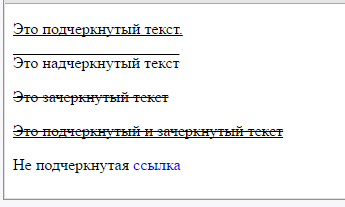 Это подчеркнутый текст.
Это надчеркнутый текст
Это зачеркнутый текст
Это подчеркнутый и зачеркнутый текст
Не подчеркнутая ссылка